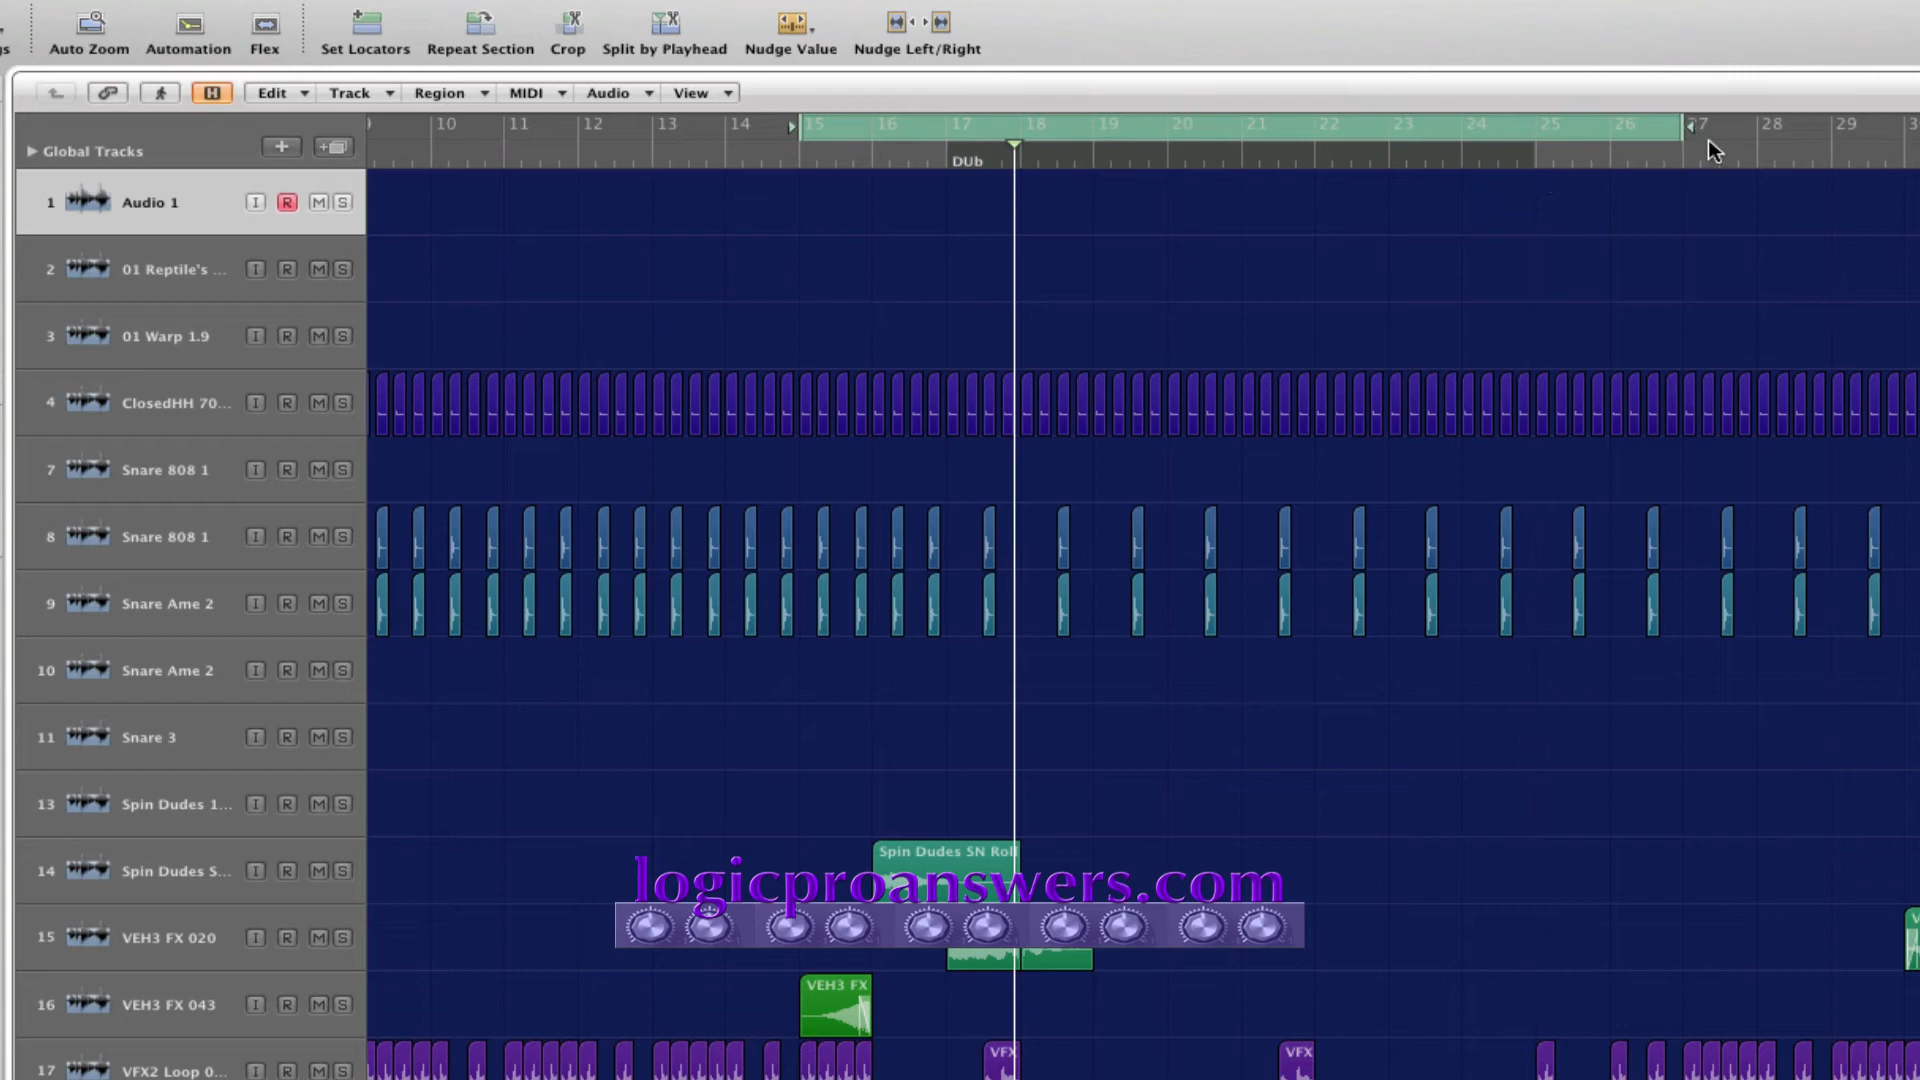 Auto Zoom Automation Flex Set Locators Repeat Section Crop Split by Playhead Nudge Value Nudge Left/Right
H Edit Track Region MIDI Audio View
10 11 12 13 14 15 16 17 18 19 20 21 22 23 24 25 26 27 28 29
Global Tracks
DUb
1 Audio 1 I R M S
2 01 Reptile's ... I R M S
3 01 Warp 1.9 I R M S
4 ClosedHH 70... I R M S
7 Snare 808 1 I R M S
8 Snare 808 1 I R M S
9 Snare Ame 2 I R M S
10 Snare Ame 2 I R M S
11 Snare 3 I R M S
13 Spin Dudes 1... I R M S
Spin Dudes SN Roll
14 Spin Dudes S... I R M S
logicproanswers.com
15 VEH3 FX 020 I R M S
VEH3 FX
16 VEH3 FX 043 I R M S
VFX VFX
17 VFX2 Loop 0... I R M S